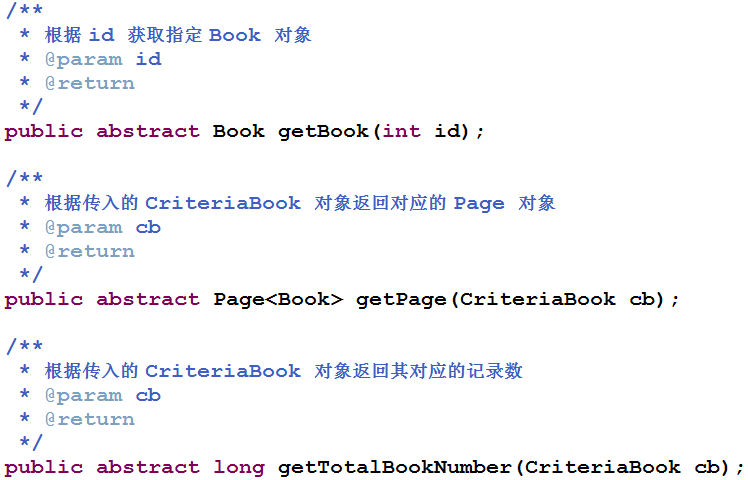 /**
 * 根据 id 获取指定 Book 对象
 * @param id
 * @return
 */
public abstract Book getBook(int id);

/**
 * 根据传入的 CriteriaBook 对象返回对应的 Page 对象
 * @param cb
 * @return
 */
public abstract Page<Book> getPage(CriteriaBook cb);

/**
 * 根据传入的 CriteriaBook 对象返回其对应的记录数
 * @param cb
 * @return
 */
public abstract long getTotalBookNumber(CriteriaBook cb);